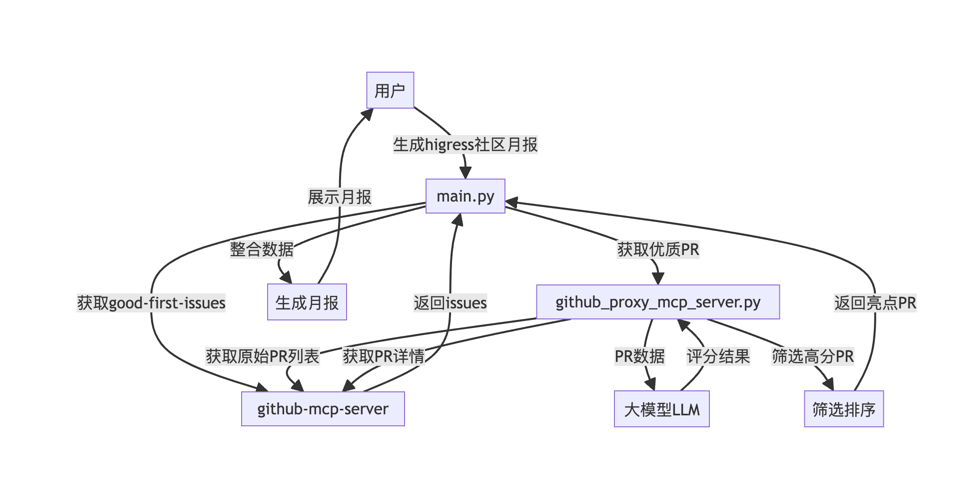 用户
生成higress社区月报
main.py
展示月报
整合数据
获取优质PR
获取good-first-issues
生成月报
返回issues
github_proxy_mcp_server.py
返回亮点PR
获取原始PR列表
获取PR详情
PR数据
评分结果
筛选高分PR
github-mcp-server
大模型LLM
筛选排序